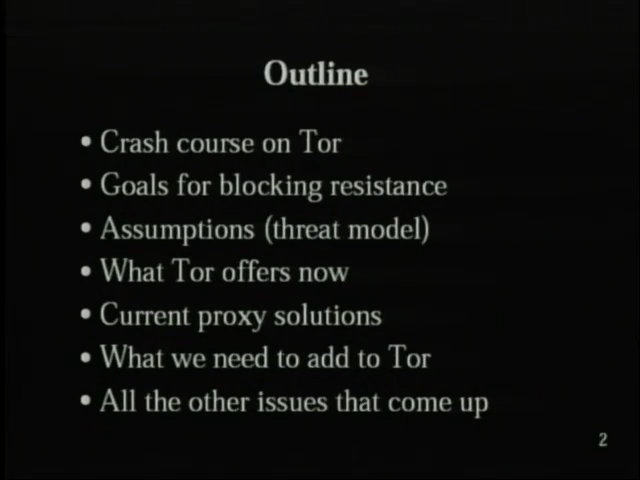 Outline
• Crash course on Tor
• Goals for blocking resistance
• Assumptions (threat model)
• What Tor offers now
• Current proxy solutions
• What we need to add to Tor
• All the other issues that come up
2